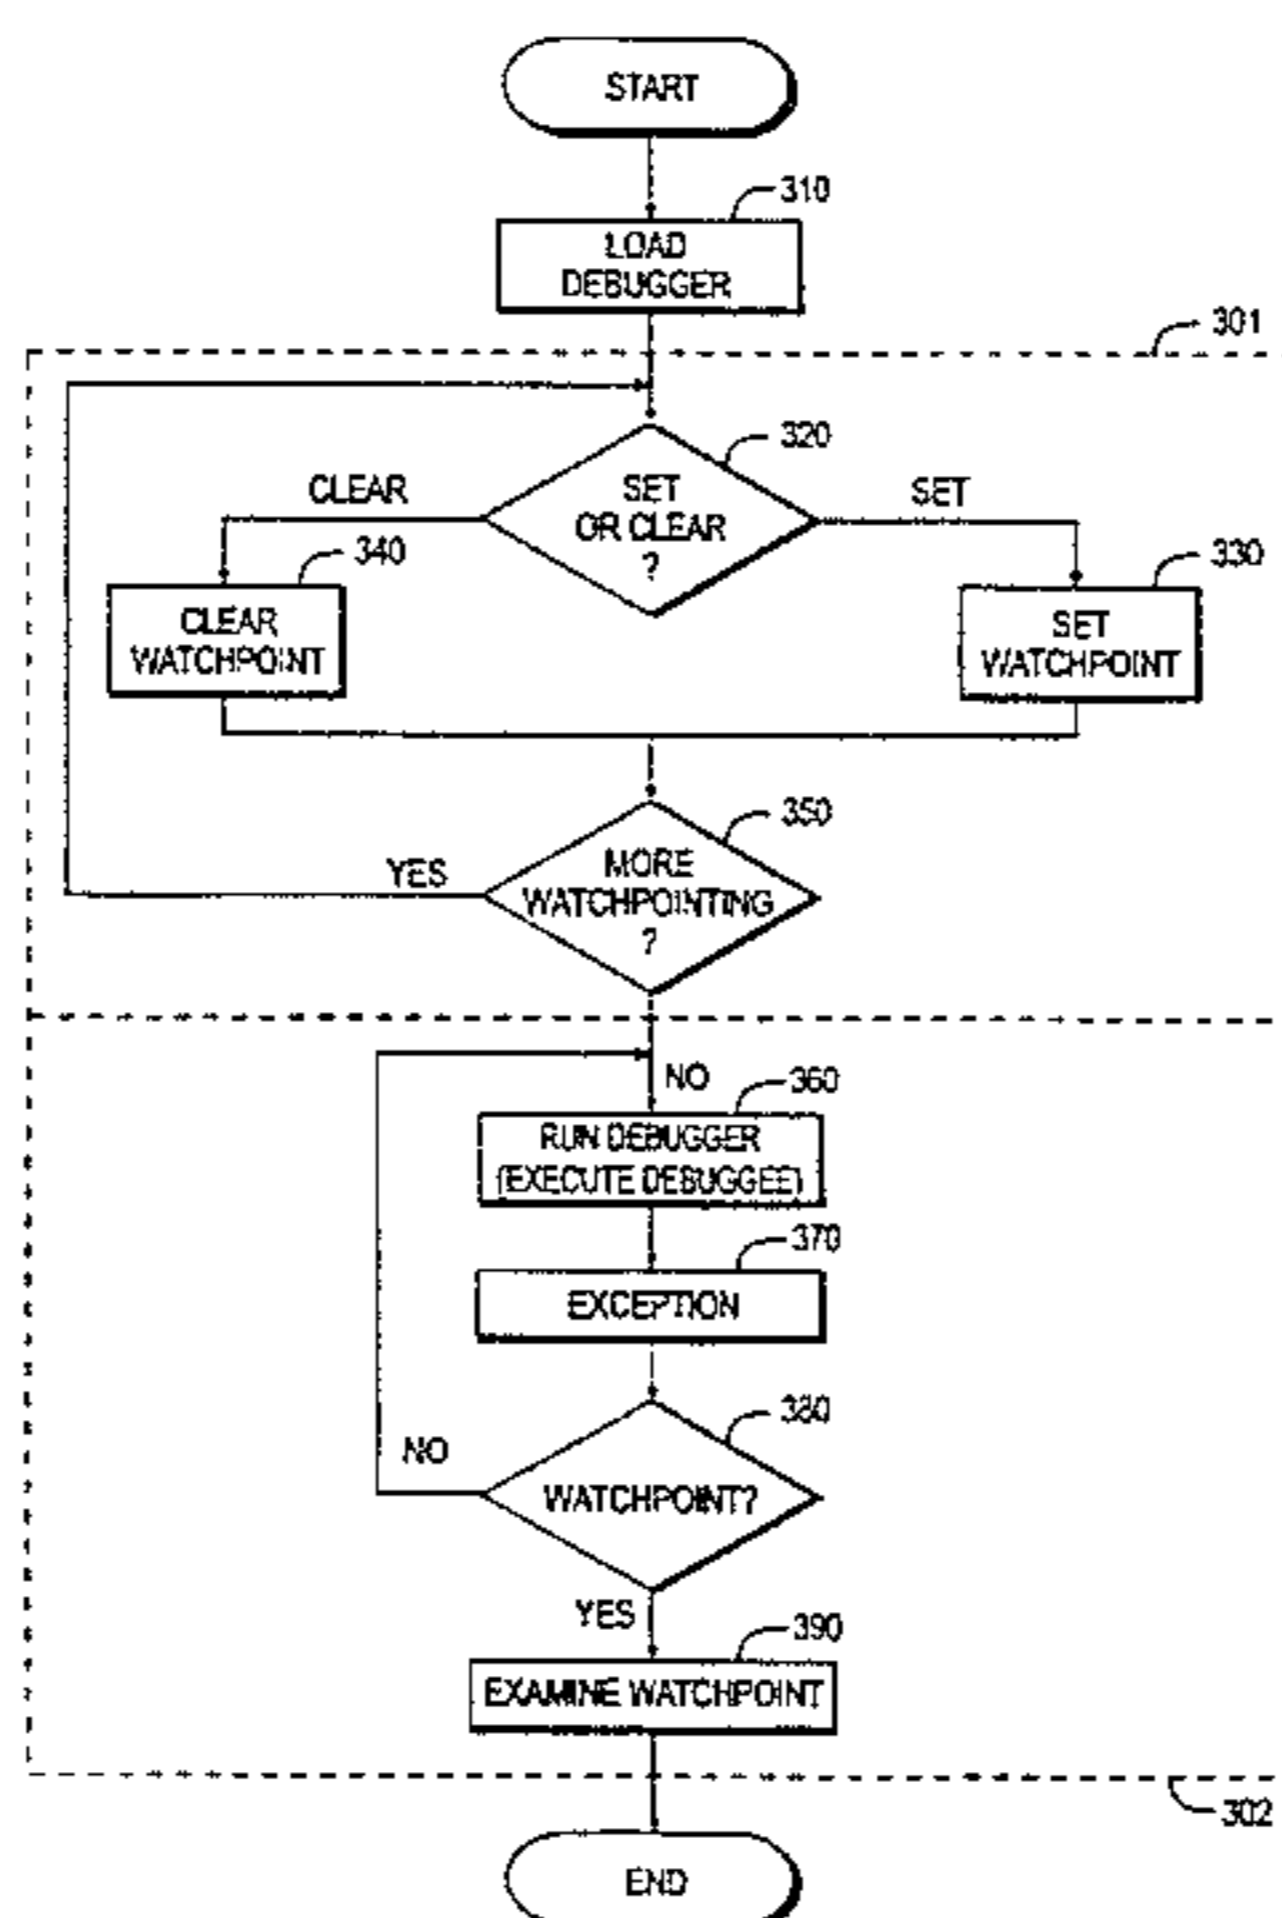 START
310
LOAD
DEBUGGER
301
320
CLEAR
SET
OR CLEAR
?
SET
340
330
CLEAR
WATCHPOINT
SET
WATCHPOINT
350
YES
MORE
WATCHPOINTING
?
NO
360
RUN DEBUGGER
(EXECUTE DEBUGGEE)
370
EXCEPTION
380
NO
WATCHPOINT?
YES
390
EXAMINE WATCHPOINT
302
END